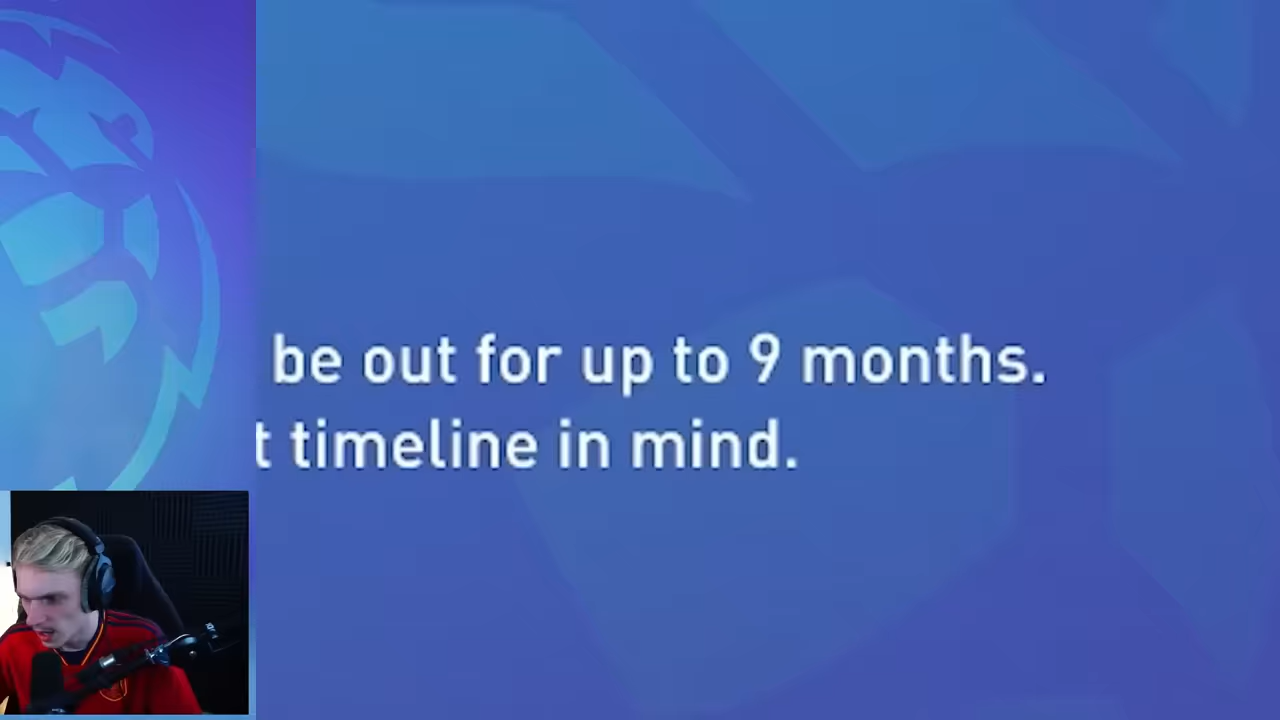 be out for up to 9 months.
timeline in mind.